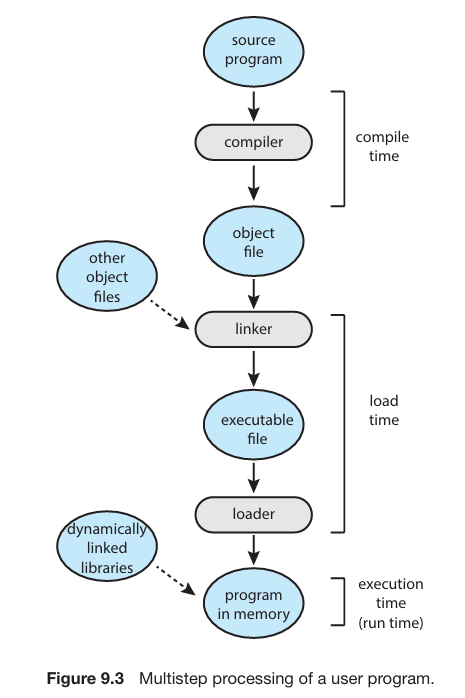 source
program
compiler
compile
time
object
file
other
object
files
linker
load
time
executable
file
loader
dynamically
linked
libraries
program
in memory
execution
time
(run time)
Figure 9.3 Multistep processing of a user program.